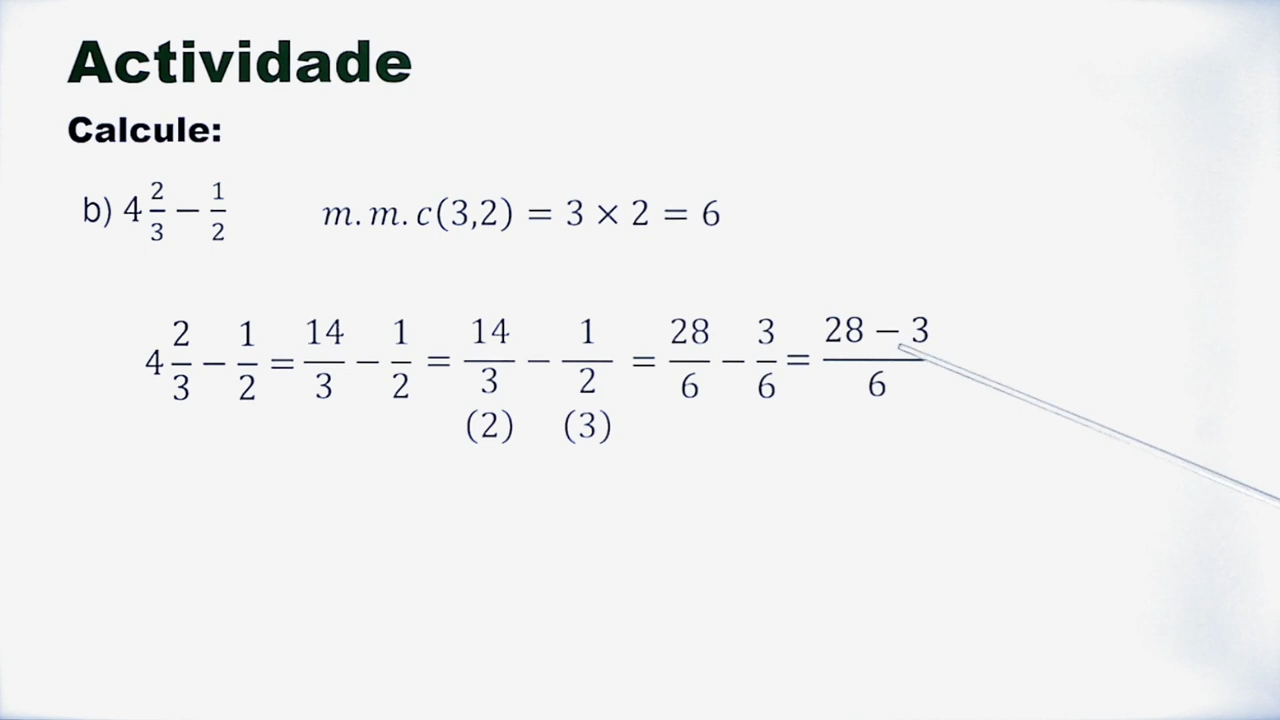 Actividade
Calcule:
b) 4 2/3 − 1/2    m.m.c(3,2) = 3 × 2 = 6
4 2/3 − 1/2 = 14/3 − 1/2 = 14/3 (2) − 1/2 (3) = 28/6 − 3/6 = 28 − 3/6